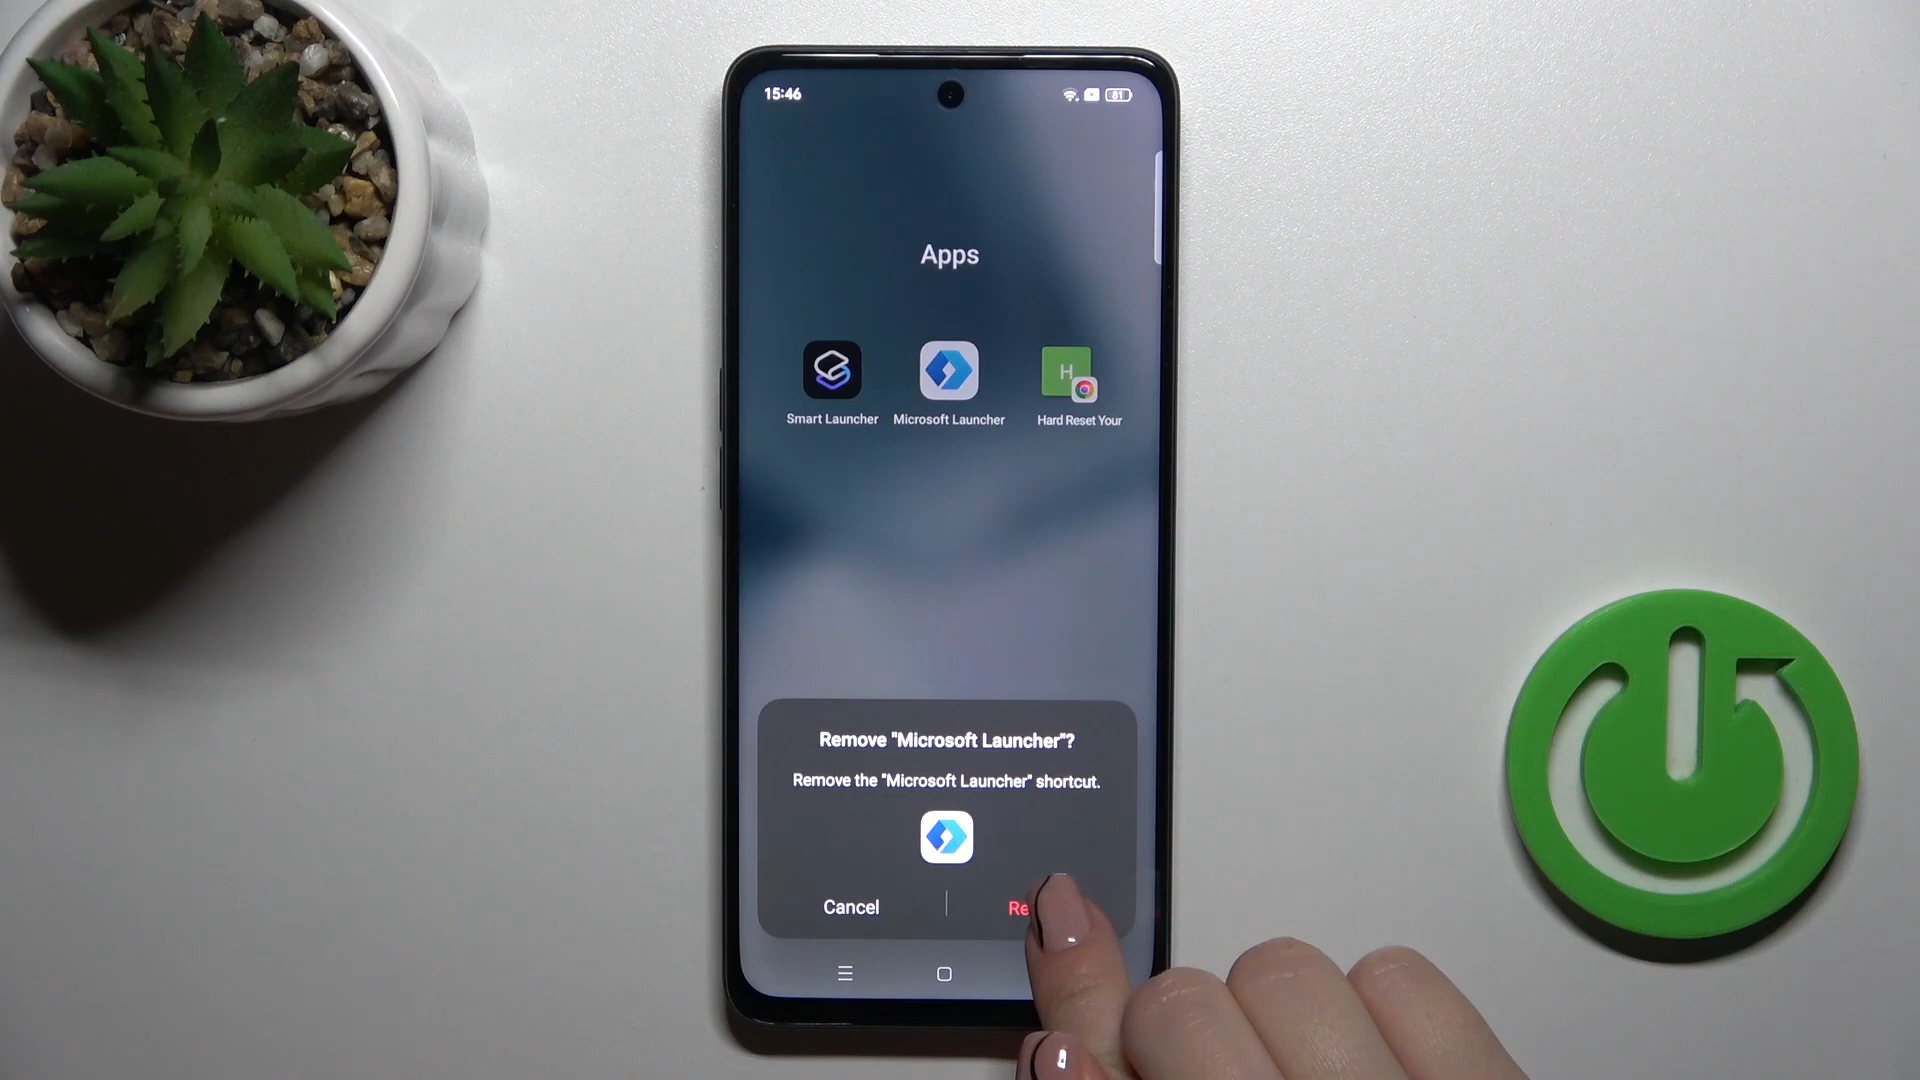 15:46
81
Apps
H
Smart Launcher
Microsoft Launcher
Hard Reset Your
Remove "Microsoft Launcher"?
Remove the "Microsoft Launcher" shortcut.
Cancel
Re